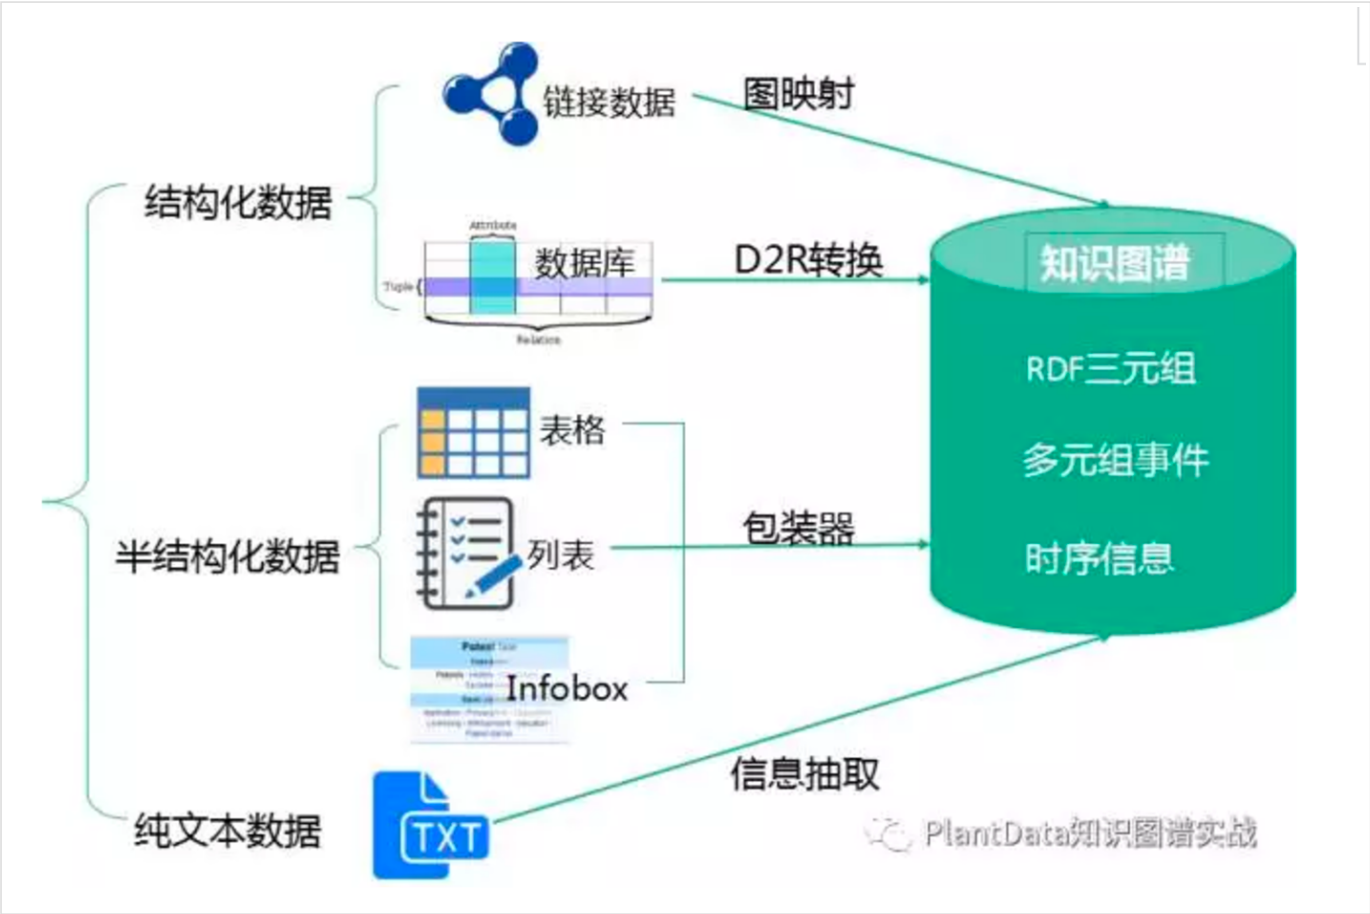 链接数据
图映射
结构化数据
Attribute
数据库
D2R转换
Tuple
Relation
知识图谱
RDF三元组
多元组事件
时序信息
表格
半结构化数据
列表
包装器
Infobox
纯文本数据
TXT
信息抽取
PlantData知识图谱实战